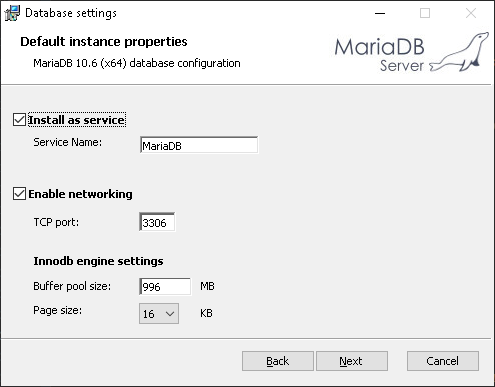 Database settings
Default instance properties
MariaDB 10.6 (x64) database configuration
MariaDB
Server
Install as service
Service Name: MariaDB
Enable networking
TCP port: 3306
Innodb engine settings
Buffer pool size: 996 MB
Page size: 16 KB
Back Next Cancel